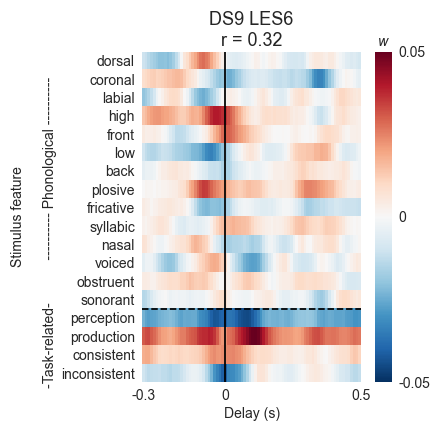 DS9 LES6
r = 0.32
w
dorsal
coronal
labial
high
front
low
back
plosive
fricative
syllabic
nasal
voiced
obstruent
sonorant
perception
production
consistent
inconsistent
Stimulus feature
---------- Phonological ----------
-Task-related-
0.05
0
-0.05
-0.3
0
0.5
Delay (s)